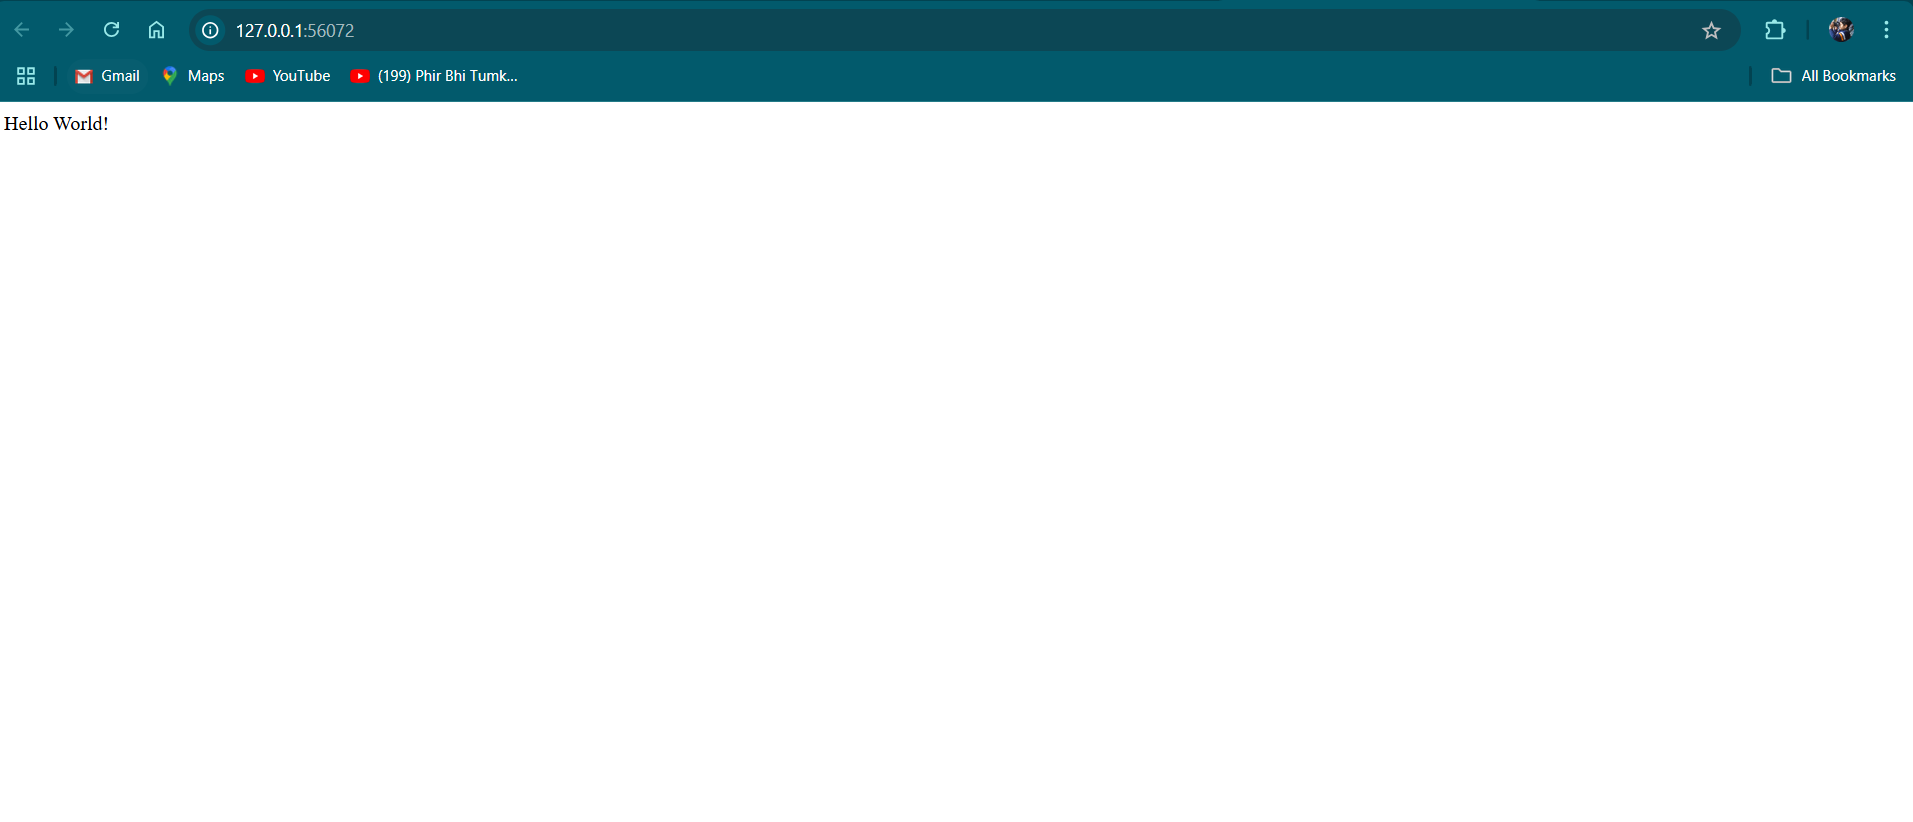 127.0.0.1:56072
Gmail Maps YouTube (199) Phir Bhi Tumk... All Bookmarks
Hello World!